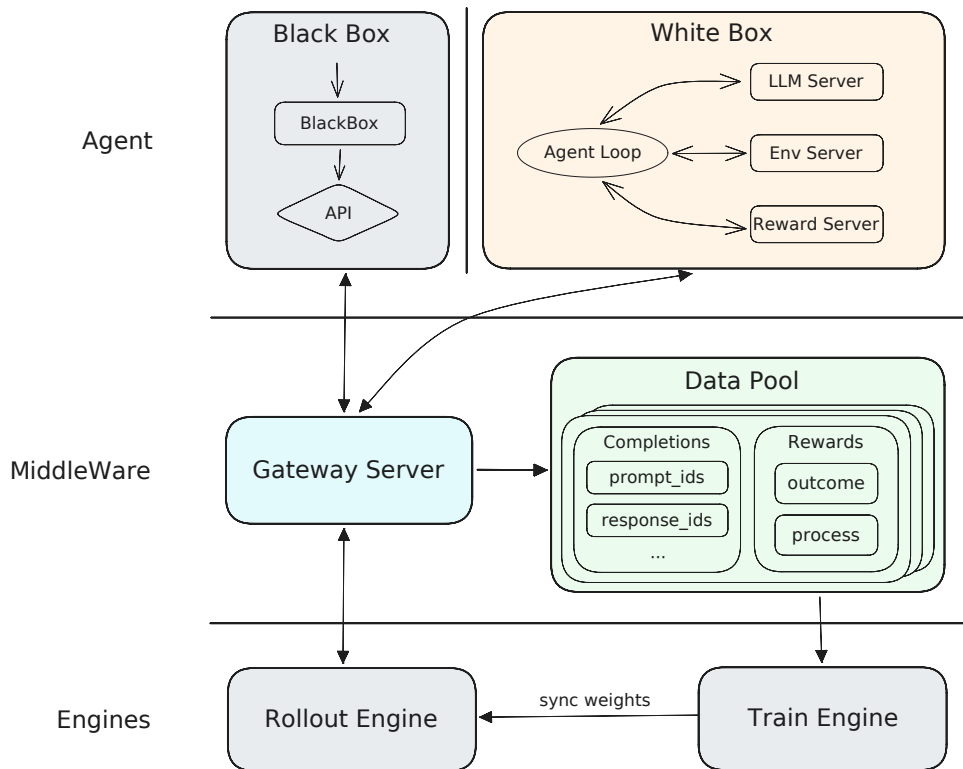 Black Box
White Box
BlackBox
API
LLM Server
Agent Loop
Env Server
Reward Server
Agent
Data Pool
Completions
Rewards
prompt_ids
outcome
response_ids
process
...
Gateway Server
MiddleWare
Rollout Engine
sync weights
Train Engine
Engines